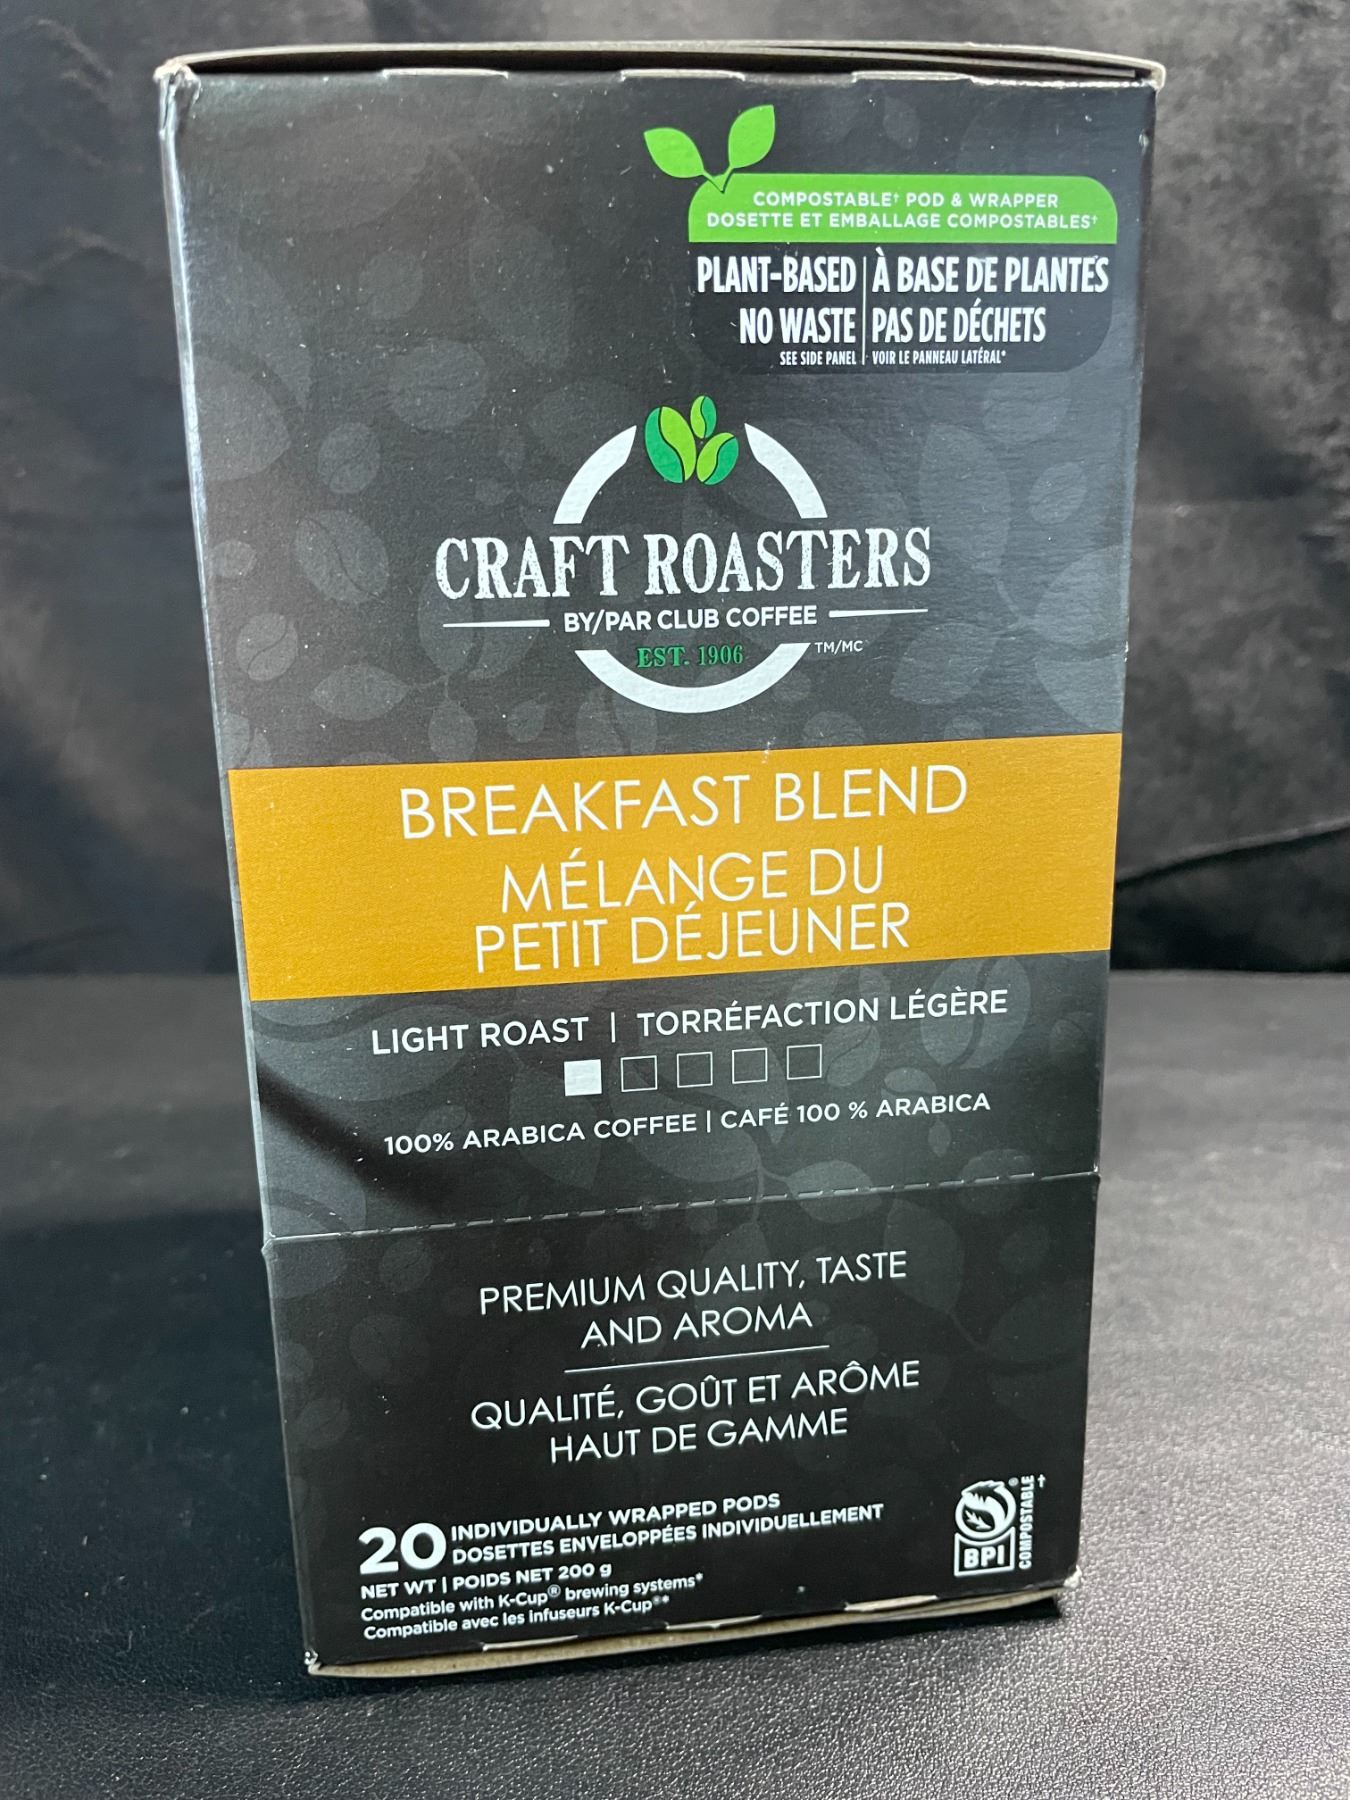 COMPOSTABLE† POD & WRAPPER
DOSETTE ET EMBALLAGE COMPOSTABLES†
PLANT-BASED | À BASE DE PLANTES
NO WASTE | PAS DE DÉCHETS
SEE SIDE PANEL | VOIR LE PANNEAU LATÉRAL*
CRAFT ROASTERS
BY/PAR CLUB COFFEE
EST. 1906
TM/MC
BREAKFAST BLEND
MÉLANGE DU
PETIT DÉJEUNER
LIGHT ROAST | TORRÉFACTION LÉGÈRE
100% ARABICA COFFEE | CAFÉ 100 % ARABICA
PREMIUM QUALITY, TASTE
AND AROMA
QUALITÉ, GOÛT ET ARÔME
HAUT DE GAMME
20 INDIVIDUALLY WRAPPED PODS
DOSETTES ENVELOPPÉES INDIVIDUELLEMENT
NET WT | POIDS NET 200 g
Compatible with K-Cup® brewing systems*
Compatible avec les infuseurs K-Cup®*
BPI®
COMPOSTABLE†